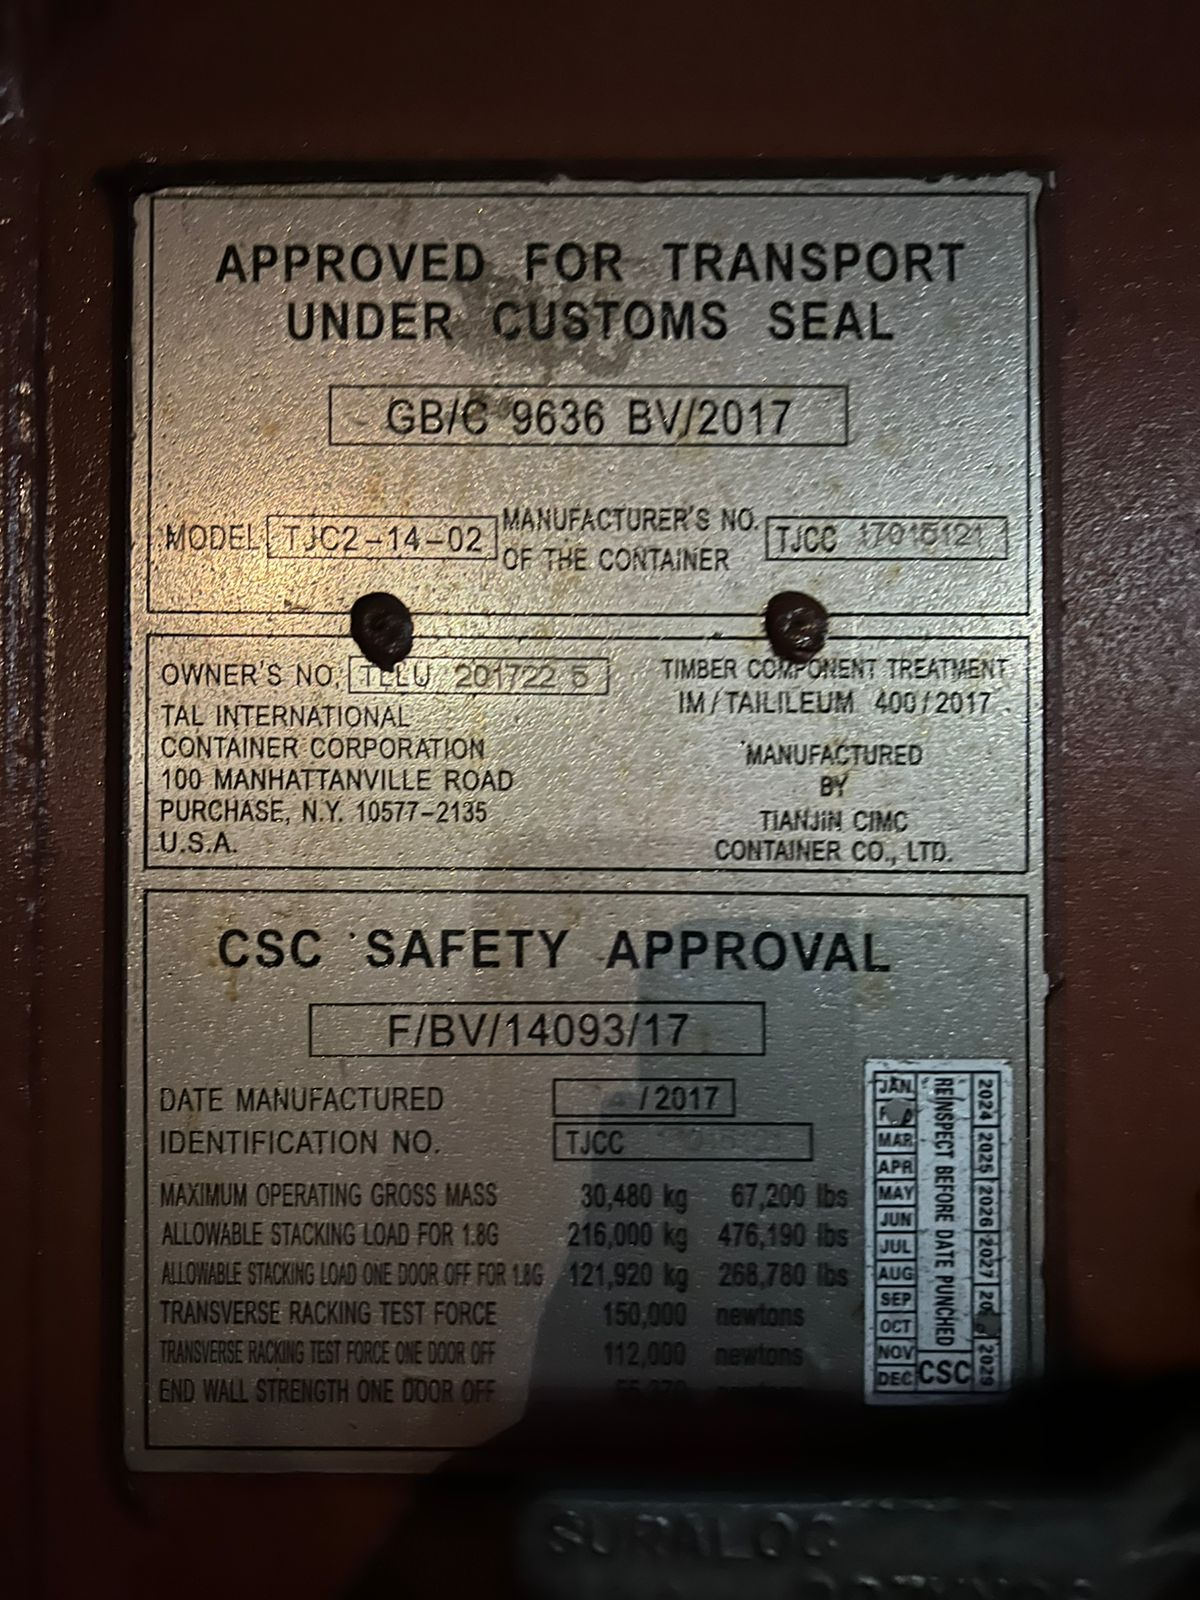 APPROVED FOR TRANSPORT
UNDER CUSTOMS SEAL
GB/C 9636 BV/2017
MODEL TJC2-14-02
MANUFACTURER'S NO.
OF THE CONTAINER
TJCC 17015121
OWNER'S NO. 201722 5
TAL INTERNATIONAL
CONTAINER CORPORATION
100 MANHATTANVILLE ROAD
PURCHASE, N.Y. 10577-2135
U.S.A.
TIMBER COMPONENT TREATMENT
IM/TAILILEUM 400/2017
MANUFACTURED
BY
TIANJIN CIMC
CONTAINER CO., LTD.
CSC SAFETY APPROVAL
F/BV/14093/17
DATE MANUFACTURED /2017
IDENTIFICATION NO. TJCC
MAXIMUM OPERATING GROSS MASS 30,480 kg 67,200 lbs
ALLOWABLE STACKING LOAD FOR 1.8G 216,000 kg 476,190 lbs
ALLOWABLE STACKING LOAD ONE DOOR OFF FOR 1.8G 121,920 kg 268,780 lbs
TRANSVERSE RACKING TEST FORCE 150,000 newtons
TRANSVERSE RACKING TEST FORCE ONE DOOR OFF 112,000 newtons
END WALL STRENGTH ONE DOOR OFF
JAN
MAR
APR
MAY
JUN
JUL
AUG
SEP
OCT
NOV
DEC
REINSPECT BEFORE DATE PUNCHED
CSC
2024 2025 2026 2027 2029
SURALOC